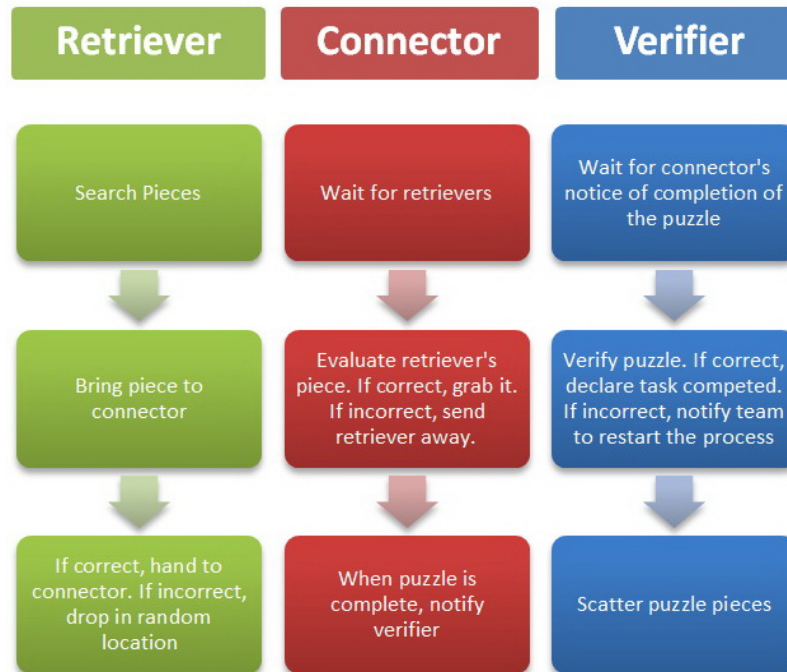 Retriever
Search Pieces
Bring piece to
connector
If correct, hand to
connector. If incorrect,
drop in random
location
Connector
Wait for retrievers
Evaluate retriever's
piece. If correct, grab it.
If incorrect, send
retriever away.
When puzzle is
complete, notify
verifier
Verifier
Wait for connector's
notice of completion of
the puzzle
Verify puzzle. If correct,
declare task competed.
If incorrect, notify team
to restart the process
Scatter puzzle pieces